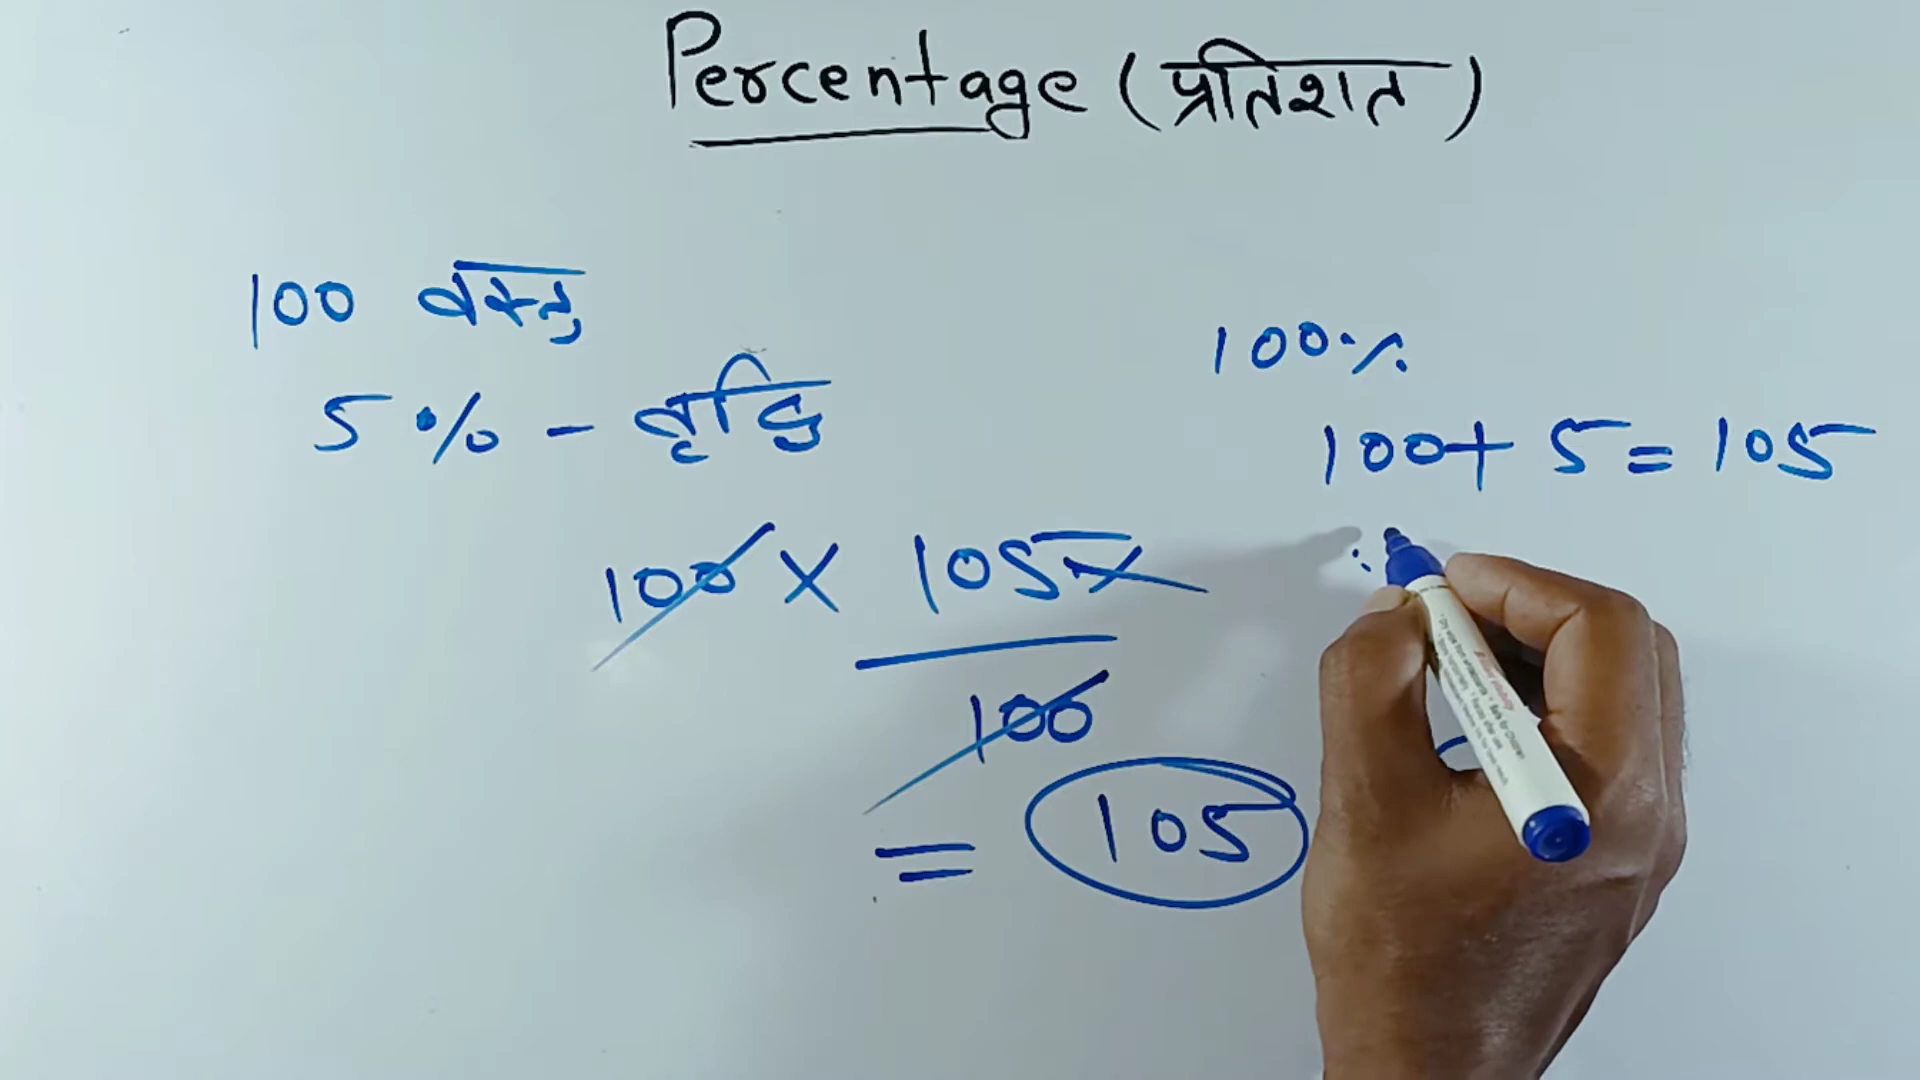 Percentage (प्रतिशत)
100 वस्तु
5% - वृद्धि
100%
100 + 5 = 105
100 × 105%
100
= 105